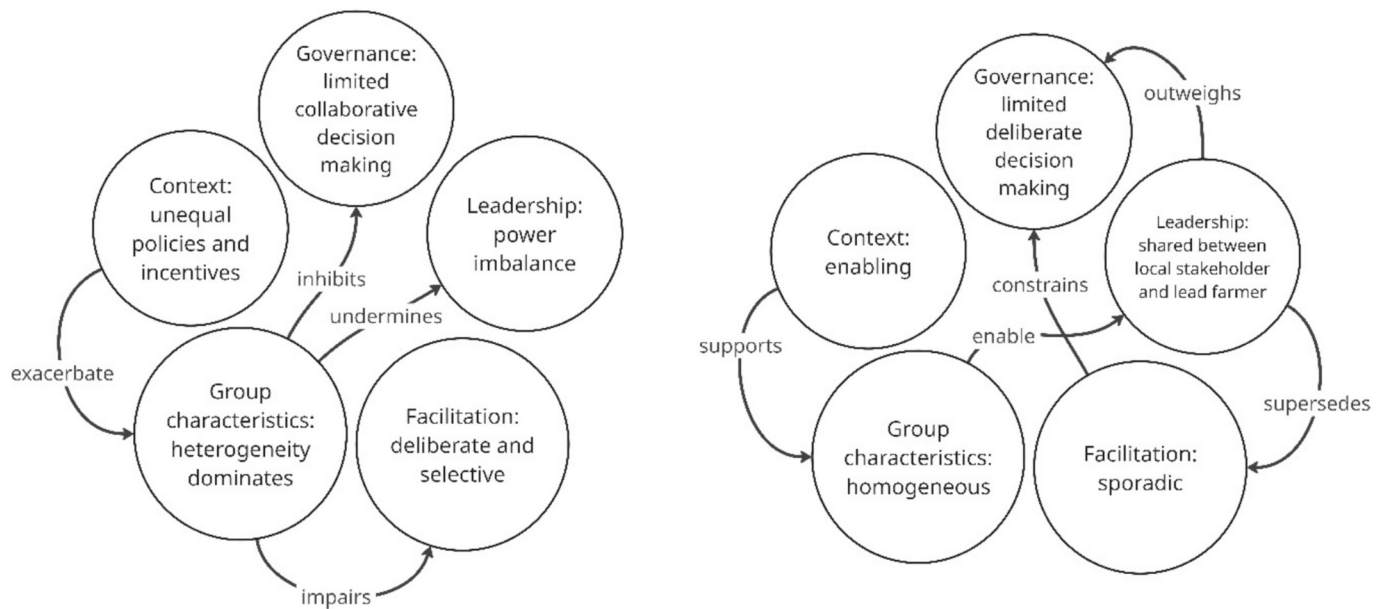 Governance:
limited
collaborative
decision
making
Context:
unequal
policies and
incentives
Leadership:
power
imbalance
inhibits
undermines
exacerbate
Group
characteristics:
heterogeneity
dominates
Facilitation:
deliberate and
selective
impairs
Governance:
limited
deliberate
decision
making
outweighs
Context:
enabling
Leadership:
shared between
local stakeholder
and lead farmer
constrains
enable
supports
supersedes
Group
characteristics:
homogeneous
Facilitation:
sporadic